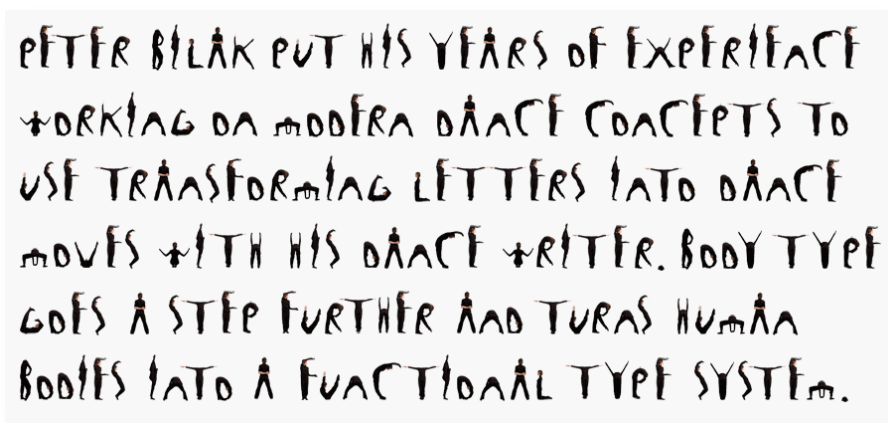 PETER BILAK PUT HIS YEARS OF EXPERIENCE
WORKING ON MODERN DANCE CONCEPTS TO
USE TRANSFORMING LETTERS INTO DANCE
MOVES WITH HIS DANCE WRITER. BODY TYPE
GOES A STEP FURTHER AND TURNS HUMAN
BODIES INTO A FUNCTIONAL TYPE SYSTEM.